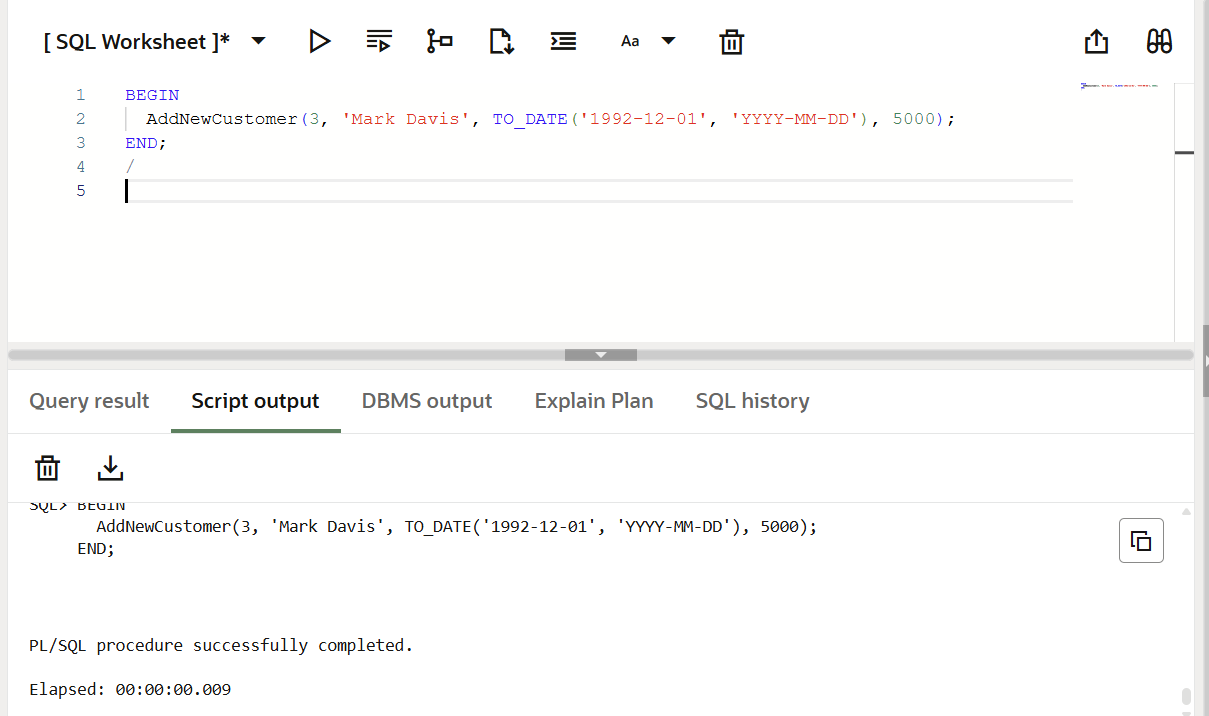 [ SQL Worksheet ]*
Aa
1 BEGIN
2 AddNewCustomer(3, 'Mark Davis', TO_DATE('1992-12-01', 'YYYY-MM-DD'), 5000);
3 END;
4 /
5
Query result Script output DBMS output Explain Plan SQL history
SQL> BEGIN
AddNewCustomer(3, 'Mark Davis', TO_DATE('1992-12-01', 'YYYY-MM-DD'), 5000);
END;
PL/SQL procedure successfully completed.
Elapsed: 00:00:00.009